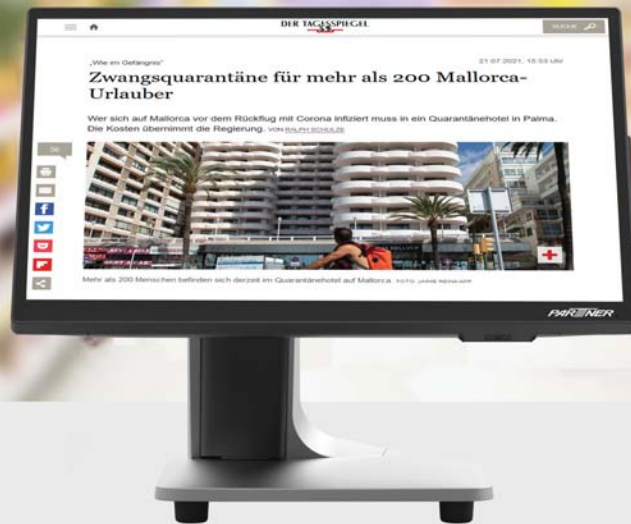 DER TAGESSPIEGEL
SUCHE
„Wie im Gefängnis"
21.07.2021, 15:53 Uhr
Zwangsquarantäne für mehr als 200 Mallorca-
Urlauber
Wer sich auf Mallorca vor dem Rückflug mit Corona infiziert muss in ein Quarantänehotel in Palma.
Die Kosten übernimmt die Regierung. VON RALPH SCHULZE
Mehr als 200 Menschen befinden sich derzeit im Quarantänehotel auf Mallorca. FOTO:
PARTNER